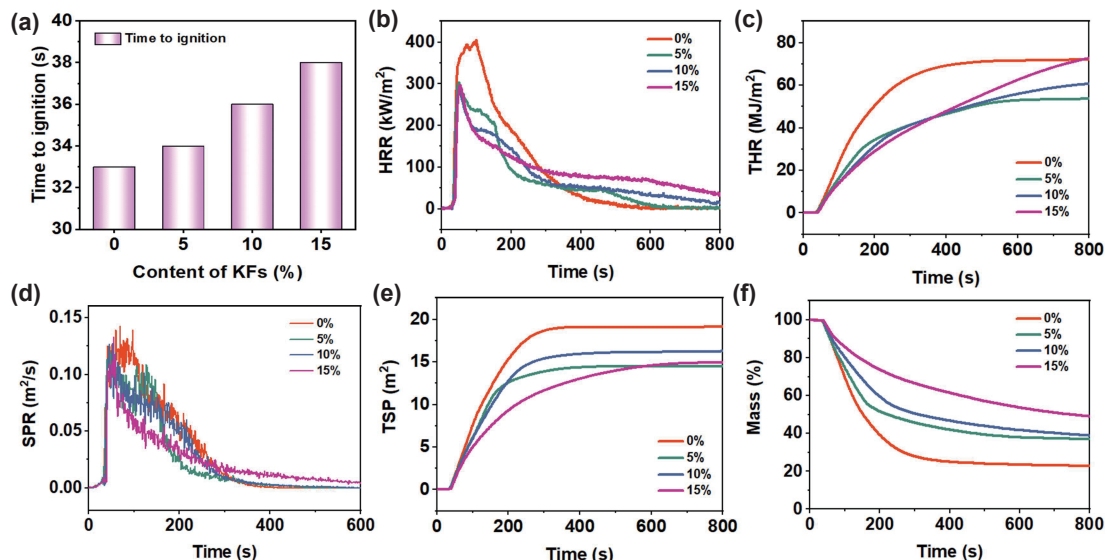 (a)
Time to ignition
Time to ignition (s)
40
38
36
34
32
30
0 5 10 15
Content of KFs (%)
(b)
0%
5%
10%
15%
HRR (kW/m²)
400
300
200
100
0
0 200 400 600 800
Time (s)
(c)
THR (MJ/m²)
80
60
40
20
0
0%
5%
10%
15%
0 200 400 600 800
Time (s)
(d)
0%
5%
10%
15%
SPR (m²/s)
0.15
0.10
0.05
0.00
0 200 400 600
Time (s)
(e)
TSP (m²)
20
15
10
5
0
0%
5%
10%
15%
0 200 400 600 800
Time (s)
(f)
0%
5%
10%
15%
Mass (%)
100
80
60
40
20
0
0 200 400 600 800
Time (s)